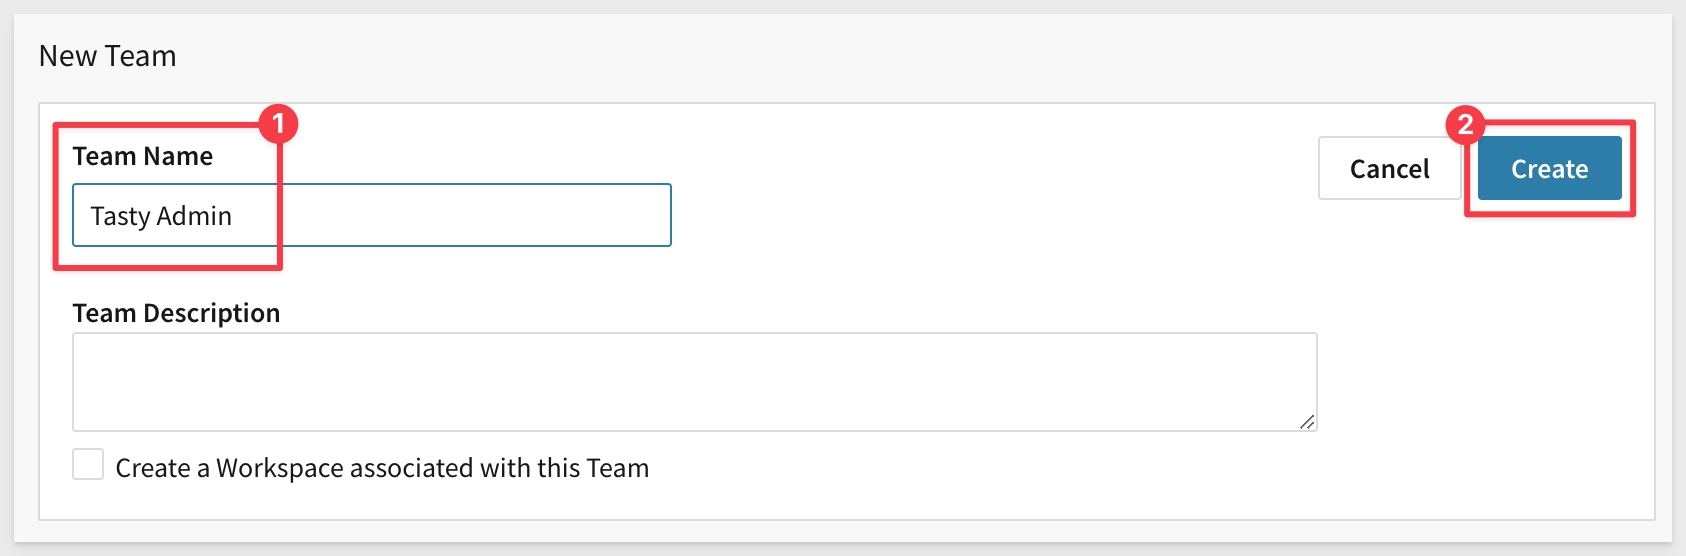 New Team
1
Team Name
Tasty Admin
Cancel
2
Create
Team Description
Create a Workspace associated with this Team